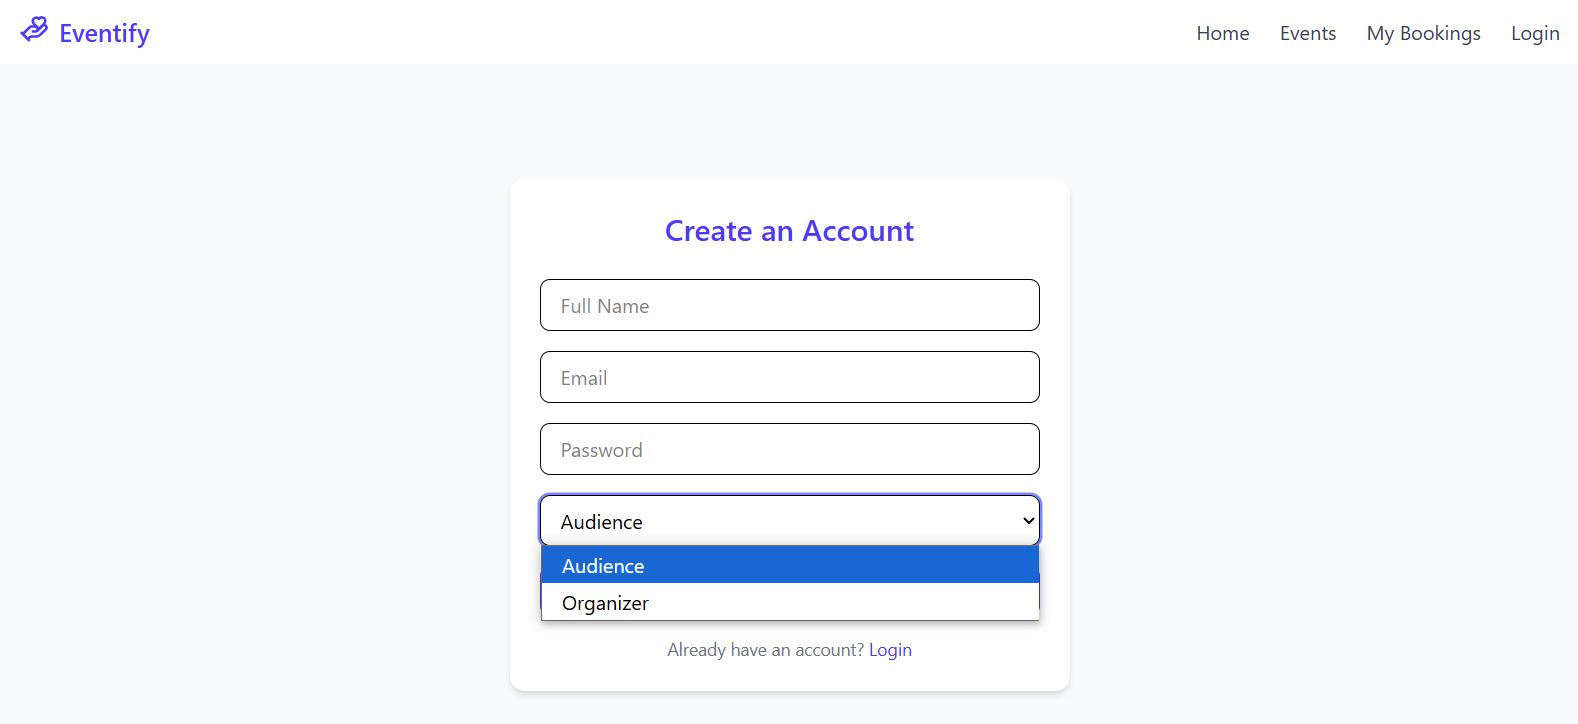 Eventify
Home Events My Bookings Login
Create an Account
Full Name
Email
Password
Audience
Audience
Organizer
Already have an account? Login